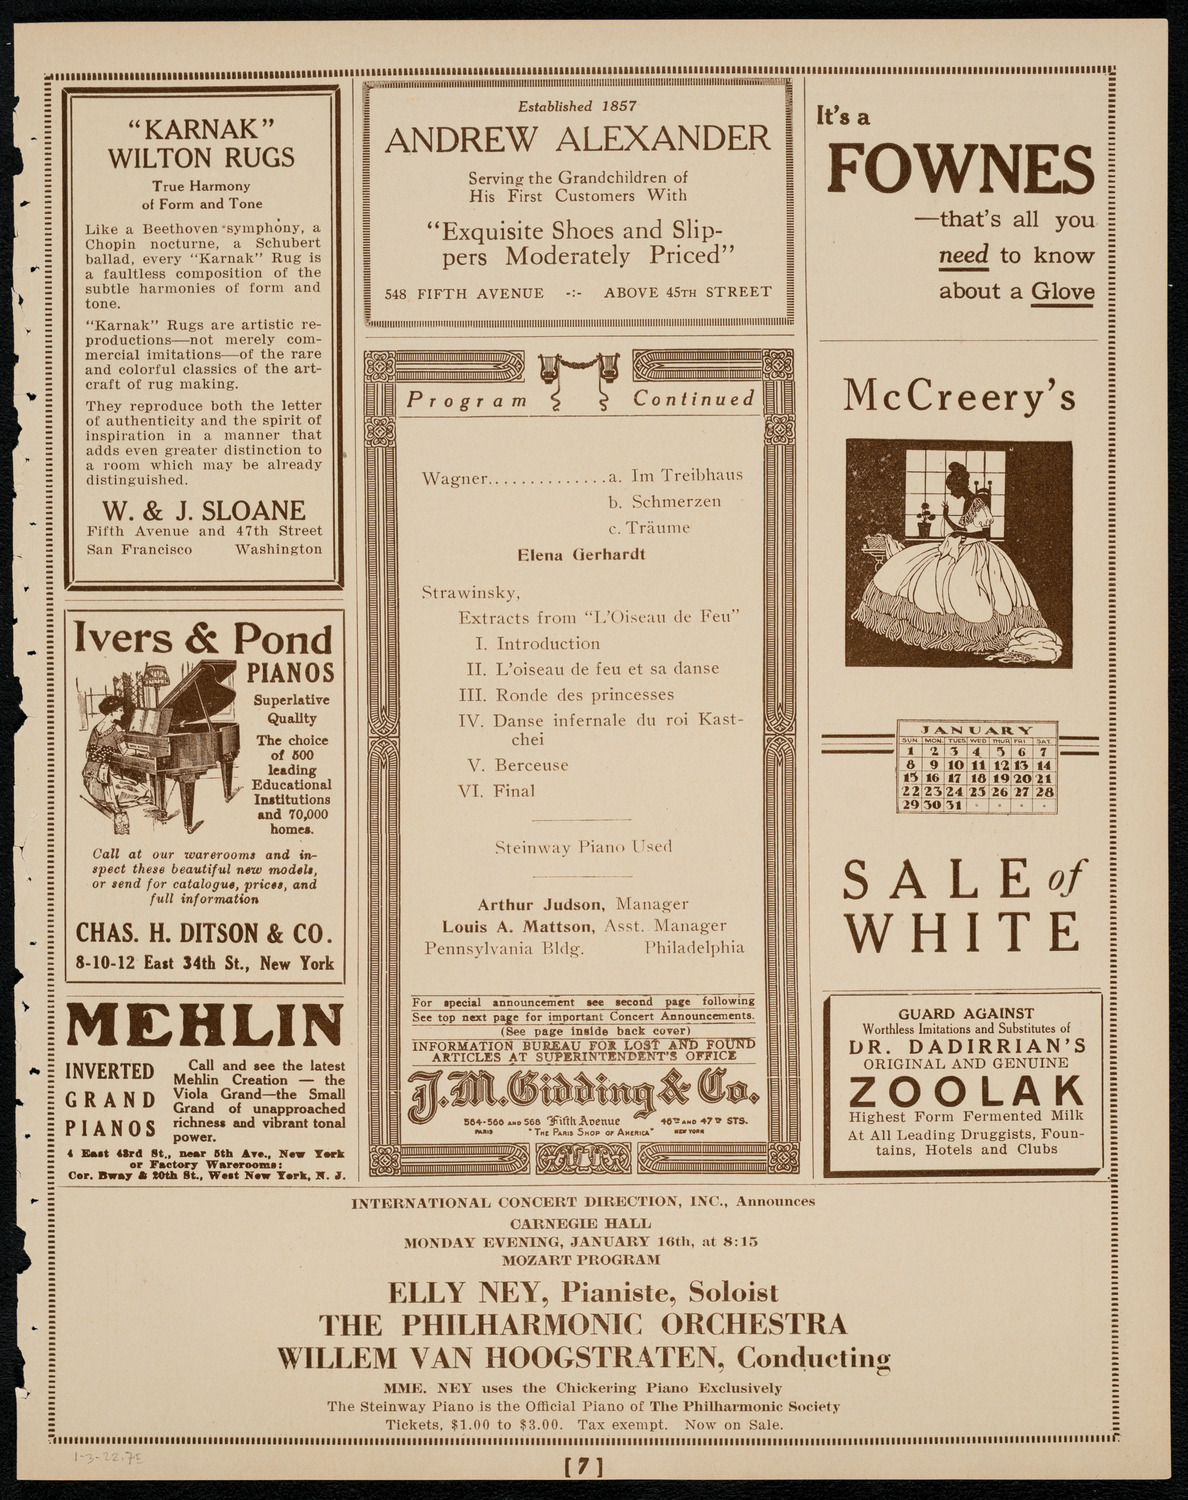 "KARNAK"
WILTON RUGS
True Harmony
of Form and Tone
Like a Beethoven symphony, a
Chopin nocturne, a Schubert
ballad, every "Karnak" Rug is
a faultless composition of the
subtle harmonies of form and
tone.
"Karnak" Rugs are artistic re-
productions—not merely com-
mercial imitations—of the rare
and colorful classics of the art-
craft of rug making.
They reproduce both the letter
of authenticity and the spirit of
inspiration in a manner that
adds even greater distinction to
a room which may be already
distinguished.
W. & J. SLOANE
Fifth Avenue and 47th Street
San Francisco Washington
Ivers & Pond
PIANOS
Superlative
Quality
The choice
of 500
leading
Educational
Institutions
and 70,000
homes.
Call at our warerooms and in-
spect these beautiful new models,
or send for catalogue, prices, and
full information
CHAS. H. DITSON & CO.
8-10-12 East 34th St., New York
MEHLIN
INVERTED
GRAND
PIANOS
Call and see the latest
Mehlin Creation — the
Viola Grand—the Small
Grand of unapproached
richness and vibrant tonal
power.
4 East 43rd St., near 5th Ave., New York
or Factory Warerooms:
Cor. Bway & 20th St., West New York, N. J.
Established 1857
ANDREW ALEXANDER
Serving the Grandchildren of
His First Customers With
"Exquisite Shoes and Slip-
pers Moderately Priced"
548 FIFTH AVENUE -:- ABOVE 45TH STREET
Program Continued
Wagner..............a. Im Treibhaus
b. Schmerzen
c. Träume
Elena Gerhardt
Strawinsky,
Extracts from "L'Oiseau de Feu"
I. Introduction
II. L'oiseau de feu et sa danse
III. Ronde des princesses
IV. Danse infernale du roi Kast-
chei
V. Berceuse
VI. Final
Steinway Piano Used
Arthur Judson, Manager
Louis A. Mattson, Asst. Manager
Pennsylvania Bldg. Philadelphia
For special announcement see second page following
See top next page for important Concert Announcements.
(See page inside back cover)
INFORMATION BUREAU FOR LOST AND FOUND
ARTICLES AT SUPERINTENDENT'S OFFICE
J.M. Gidding & Co.
564-566 AND 568 Fifth Avenue 46TH AND 47TH STS.
PARIS "THE PARIS SHOP OF AMERICA" NEW YORK
It's a
FOWNES
—that's all you
need to know
about a Glove
McCreery's
JANUARY
SUN. MON. TUES. WED. THUR. FRI. SAT.
1 2 3 4 5 6 7
8 9 10 11 12 13 14
15 16 17 18 19 20 21
22 23 24 25 26 27 28
29 30 31
SALE of
WHITE
GUARD AGAINST
Worthless Imitations and Substitutes of
DR. DADIRRIAN'S
ORIGINAL AND GENUINE
ZOOLAK
Highest Form Fermented Milk
At All Leading Druggists, Foun-
tains, Hotels and Clubs
INTERNATIONAL CONCERT DIRECTION, INC., Announces
CARNEGIE HALL
MONDAY EVENING, JANUARY 16th, at 8:15
MOZART PROGRAM
ELLY NEY, Pianiste, Soloist
THE PHILHARMONIC ORCHESTRA
WILLEM VAN HOOGSTRATEN, Conducting
MME. NEY uses the Chickering Piano Exclusively
The Steinway Piano is the Official Piano of The Philharmonic Society
Tickets, $1.00 to $3.00. Tax exempt. Now on Sale.
1-3-22.7E
[7]